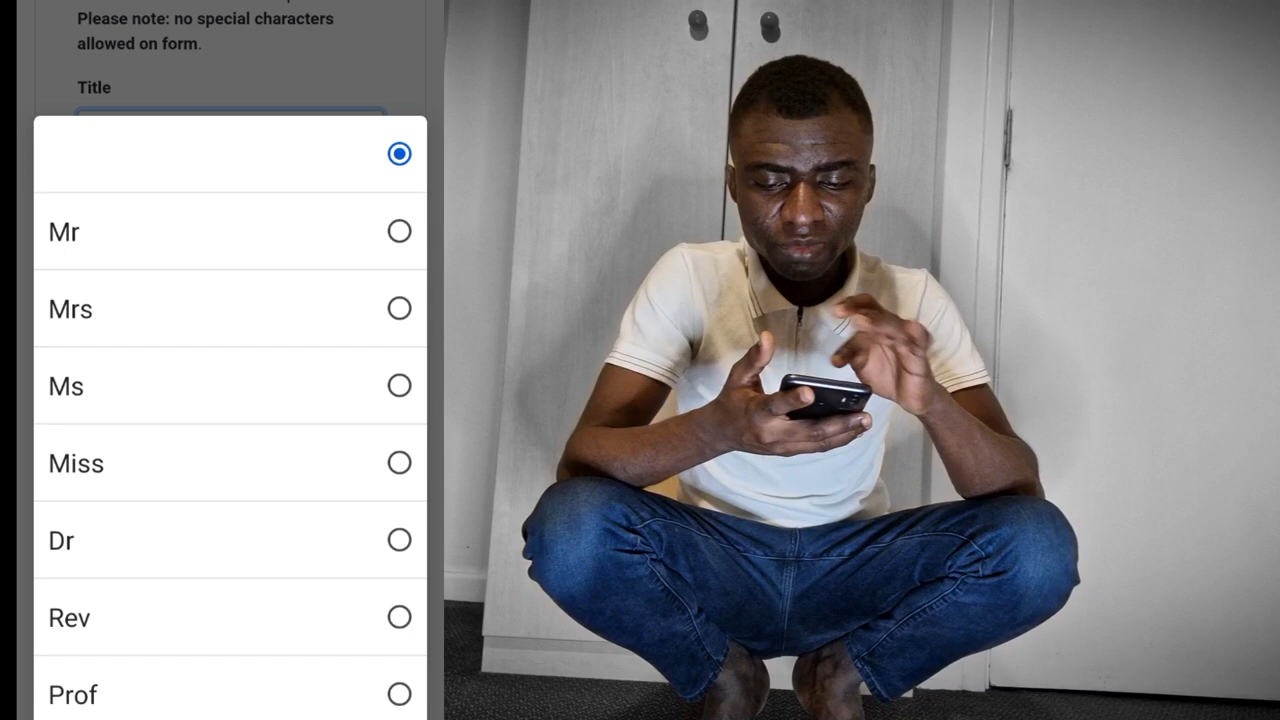 Please note: no special characters
allowed on form.
Title
Mr
Mrs
Ms
Miss
Dr
Rev
Prof